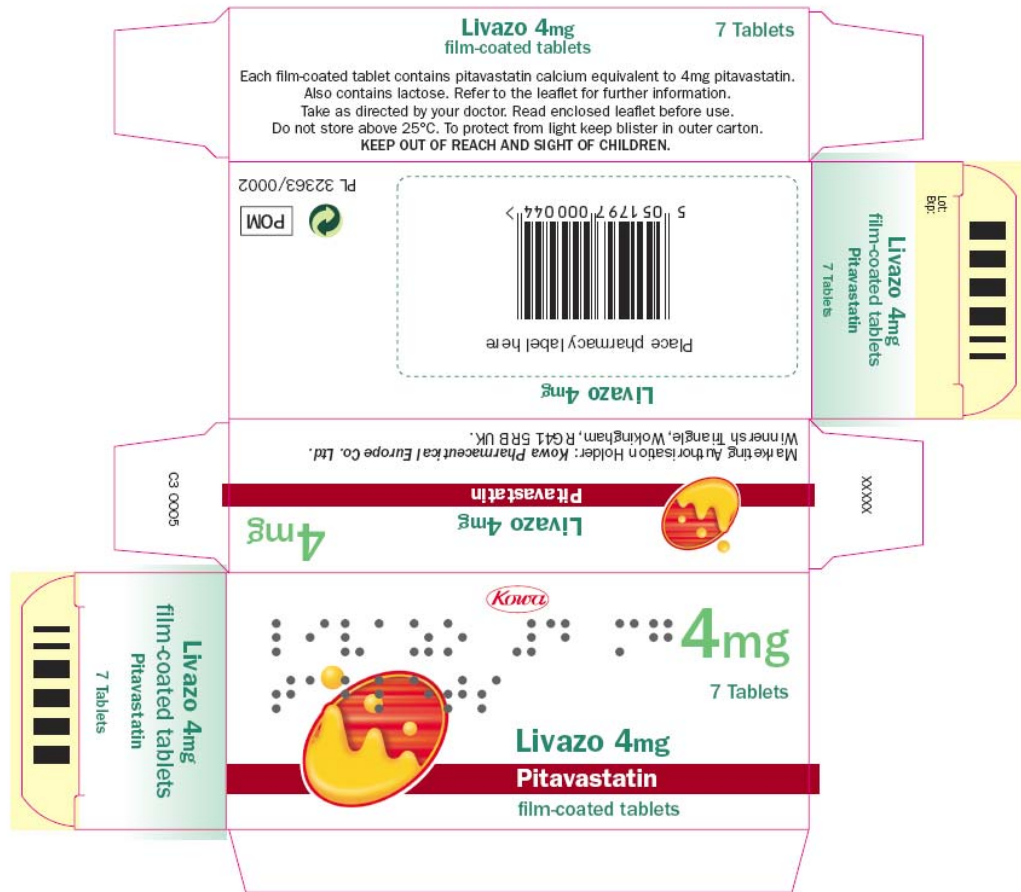 Livazo 4mg
film-coated tablets
7 Tablets
Each film-coated tablet contains pitavastatin calcium equivalent to 4mg pitavastatin.
Also contains lactose. Refer to the leaflet for further information.
Take as directed by your doctor. Read enclosed leaflet before use.
Do not store above 25°C. To protect from light keep blister in outer carton.
KEEP OUT OF REACH AND SIGHT OF CHILDREN.
Livazo 4mg
Place pharmacy label here
5 051797 000044 >
POM
PL 32363/0002
Livazo 4mg
film-coated tablets
Pitavastatin
7 Tablets
Lot:
Exp:
4mg
Livazo 4mg
Pitavastatin
Marketing Authorisation Holder: Kowa Pharmaceutical Europe Co. Ltd.
Winnersh Triangle, Wokingham, RG41 5RB UK.
C3 0005
XXXXX
Livazo 4mg
film-coated tablets
Pitavastatin
7 Tablets
Kowa
4mg
7 Tablets
Livazo 4mg
Pitavastatin
film-coated tablets